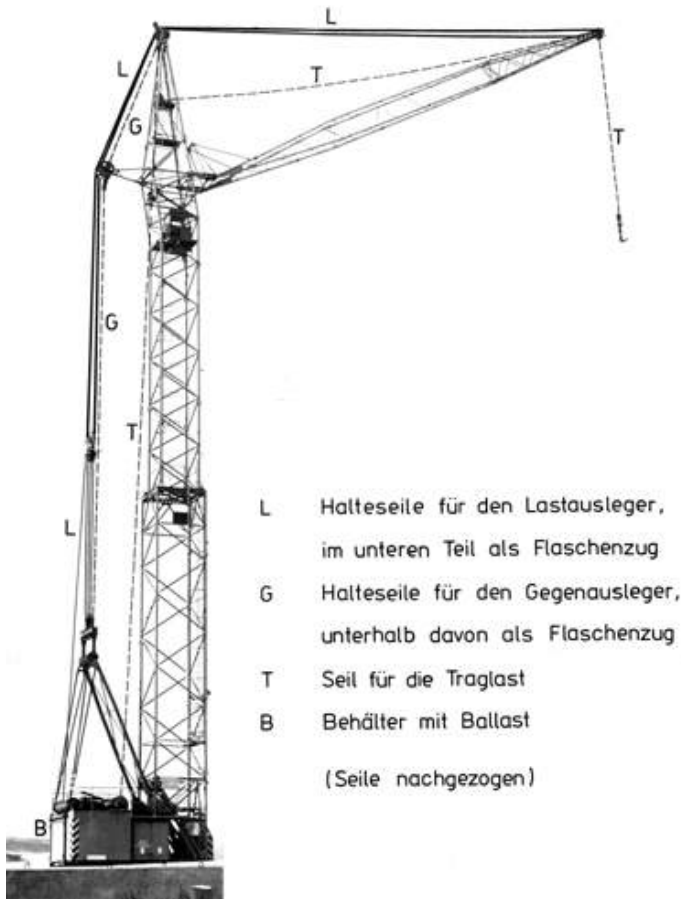 L
L
T
G
T
G
T
L
B
L Halteseile für den Lastausleger,
im unteren Teil als Flaschenzug
G Halteseile für den Gegenausleger,
unterhalb davon als Flaschenzug
T Seil für die Traglast
B Behälter mit Ballast
(Seile nachgezogen)